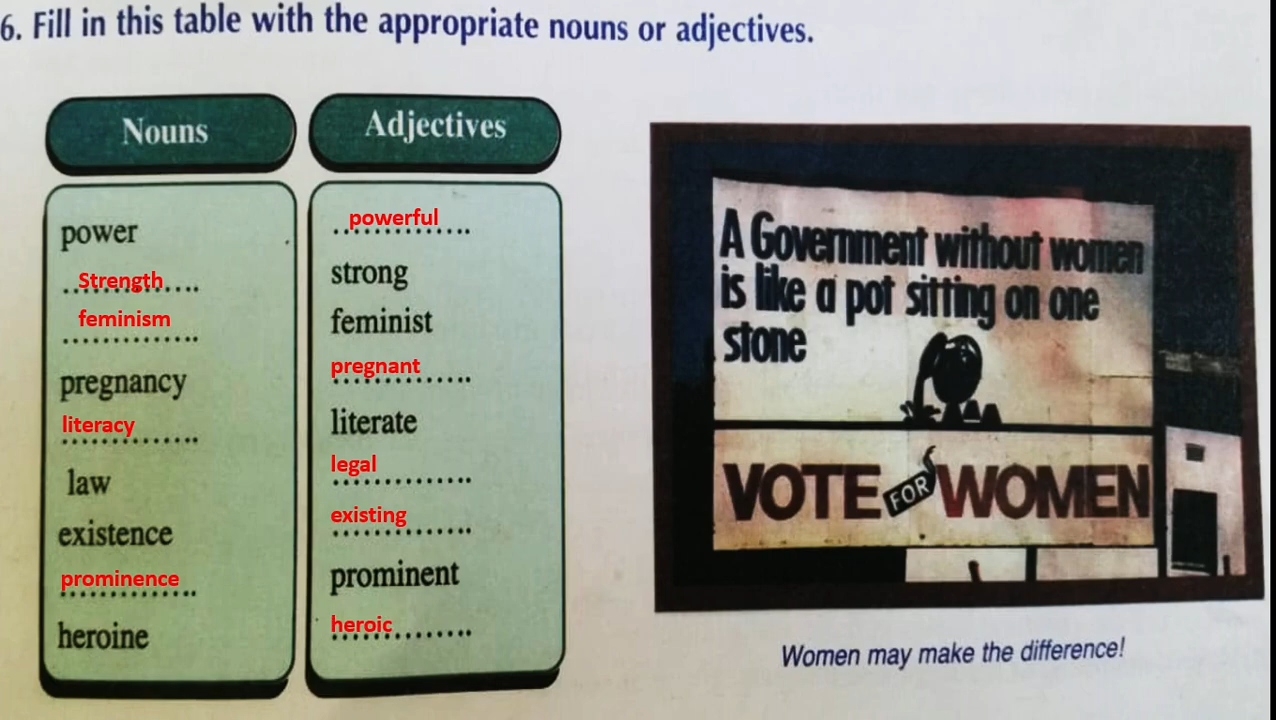 6. Fill in this table with the appropriate nouns or adjectives.
Nouns Adjectives
power powerful
Strength strong
feminism feminist
pregnancy pregnant
literacy literate
law legal
existence existing
prominence prominent
heroine heroic
A Government without women
is like a pot sitting on one
stone
VOTE FOR WOMEN
Women may make the difference!